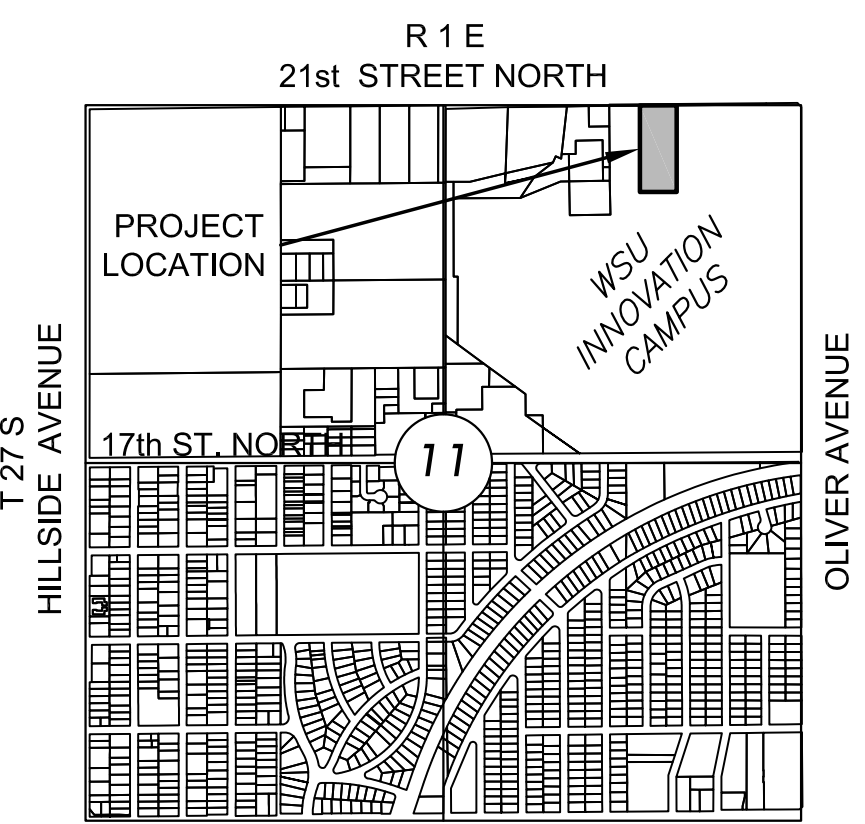 R 1 E
21st STREET NORTH
PROJECT
LOCATION
WSU
INNOVATION
CAMPUS
T 27 S
HILLSIDE AVENUE
OLIVER AVENUE
17th ST. NORTH
11